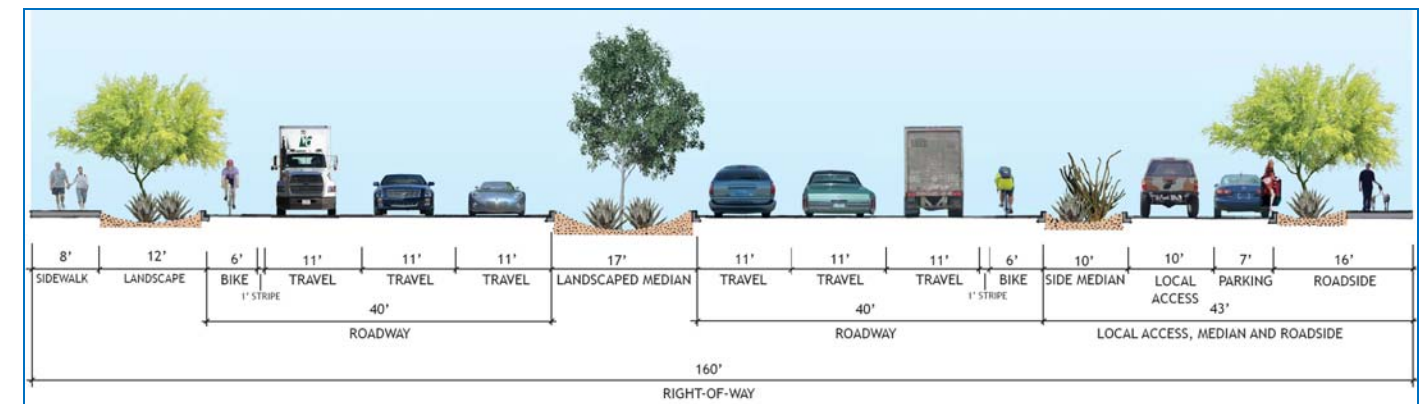 8' 12' 6' 11' 11' 11' 17' 11' 11' 11' 6' 10' 10' 7' 16'
SIDEWALK LANDSCAPE BIKE TRAVEL TRAVEL TRAVEL LANDSCAPED MEDIAN TRAVEL TRAVEL TRAVEL BIKE SIDE MEDIAN LOCAL ACCESS PARKING ROADSIDE
1' STRIPE 1' STRIPE
40' 40' 43'
ROADWAY ROADWAY LOCAL ACCESS, MEDIAN AND ROADSIDE
160'
RIGHT-OF-WAY